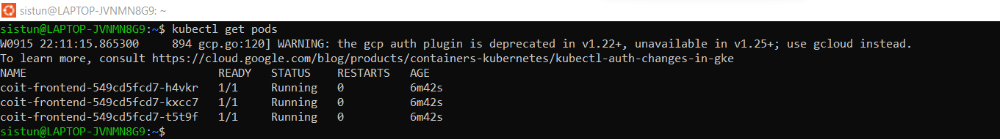 sistun@LAPTOP-JVNMN8G9: ~
sistun@LAPTOP-JVNMN8G9:~$ kubectl get pods
W0915 22:11:15.865300     894 gcp.go:120] WARNING: the gcp auth plugin is deprecated in v1.22+, unavailable in v1.25+; use gcloud instead.
To learn more, consult https://cloud.google.com/blog/products/containers-kubernetes/kubectl-auth-changes-in-gke
NAME                             READY   STATUS    RESTARTS   AGE
coit-frontend-549cd5fcd7-h4vkr   1/1     Running   0          6m42s
coit-frontend-549cd5fcd7-kxcc7   1/1     Running   0          6m42s
coit-frontend-549cd5fcd7-t5t9f   1/1     Running   0          6m42s
sistun@LAPTOP-JVNMN8G9:~$